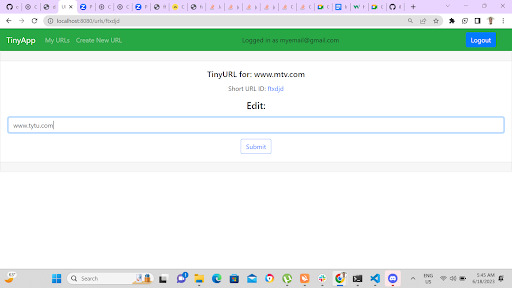 localhost:8080/urls/fbxdjd
TinyApp My URLs Create New URL Logged in as myemail@gmail.com Logout
TinyURL for: www.mtv.com
Short URL ID: fbxdjd
Edit:
www.tytu.com
Submit
Search
ENG
US
5:45 AM
6/18/2023